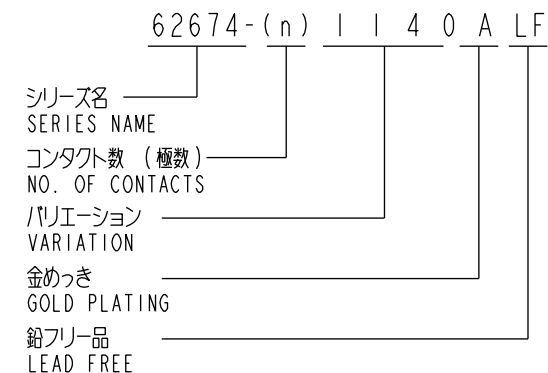 62674-(n) 1 1 4 0 A LF
シリーズ名
SERIES NAME
コンタクト数 (極数)
NO. OF CONTACTS
バリエーション
VARIATION
金めっき
GOLD PLATING
鉛フリー品
LEAD FREE